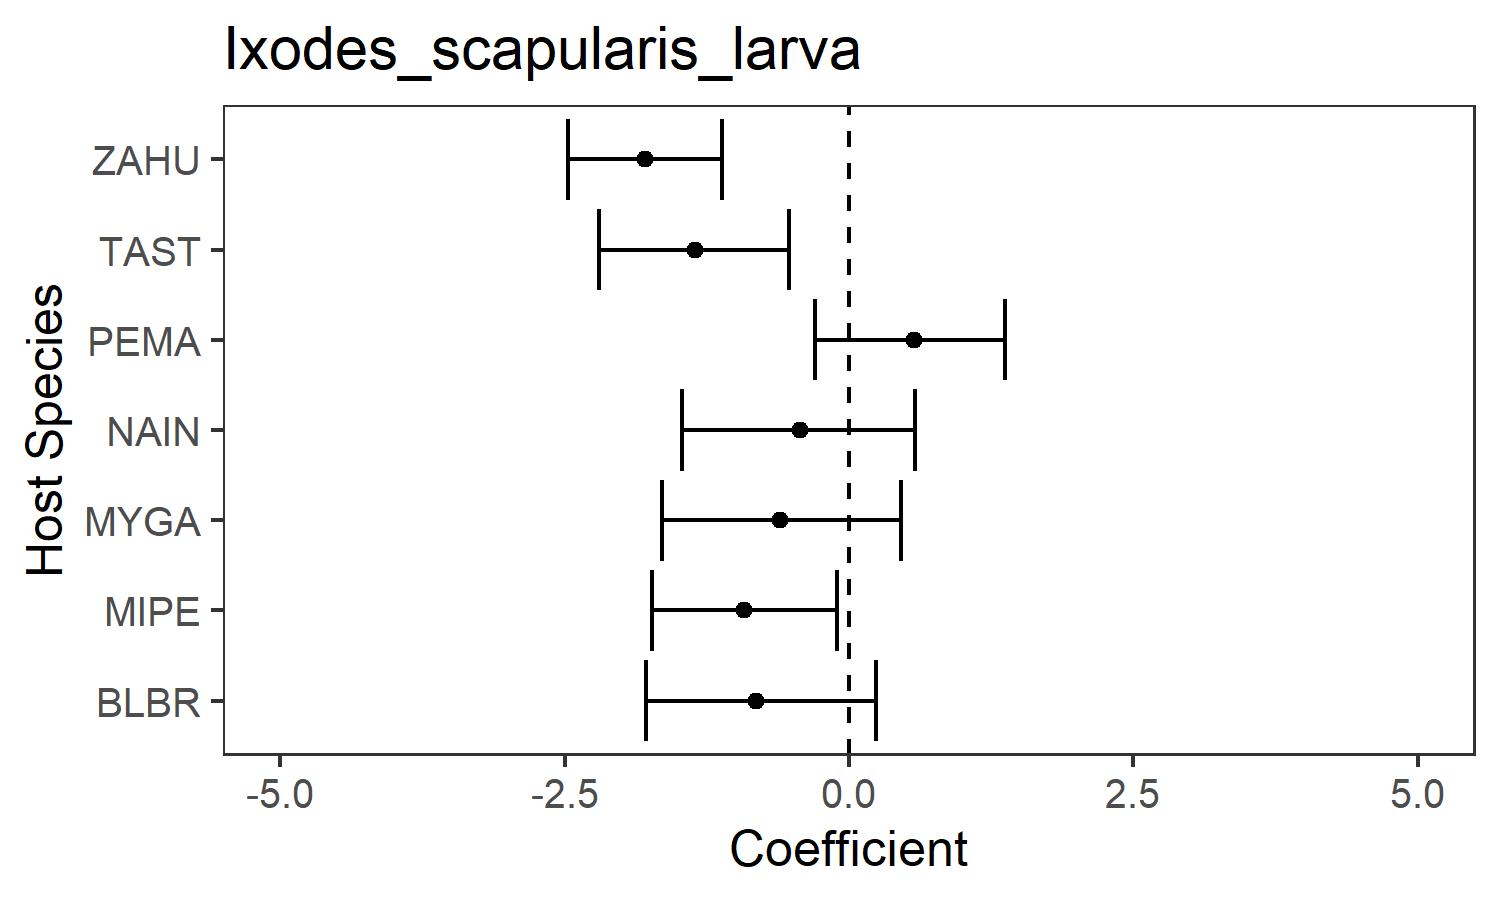 Ixodes_scapularis_larva
Host Species
ZAHU
TAST
PEMA
NAIN
MYGA
MIPE
BLBR
-5.0 -2.5 0.0 2.5 5.0
Coefficient